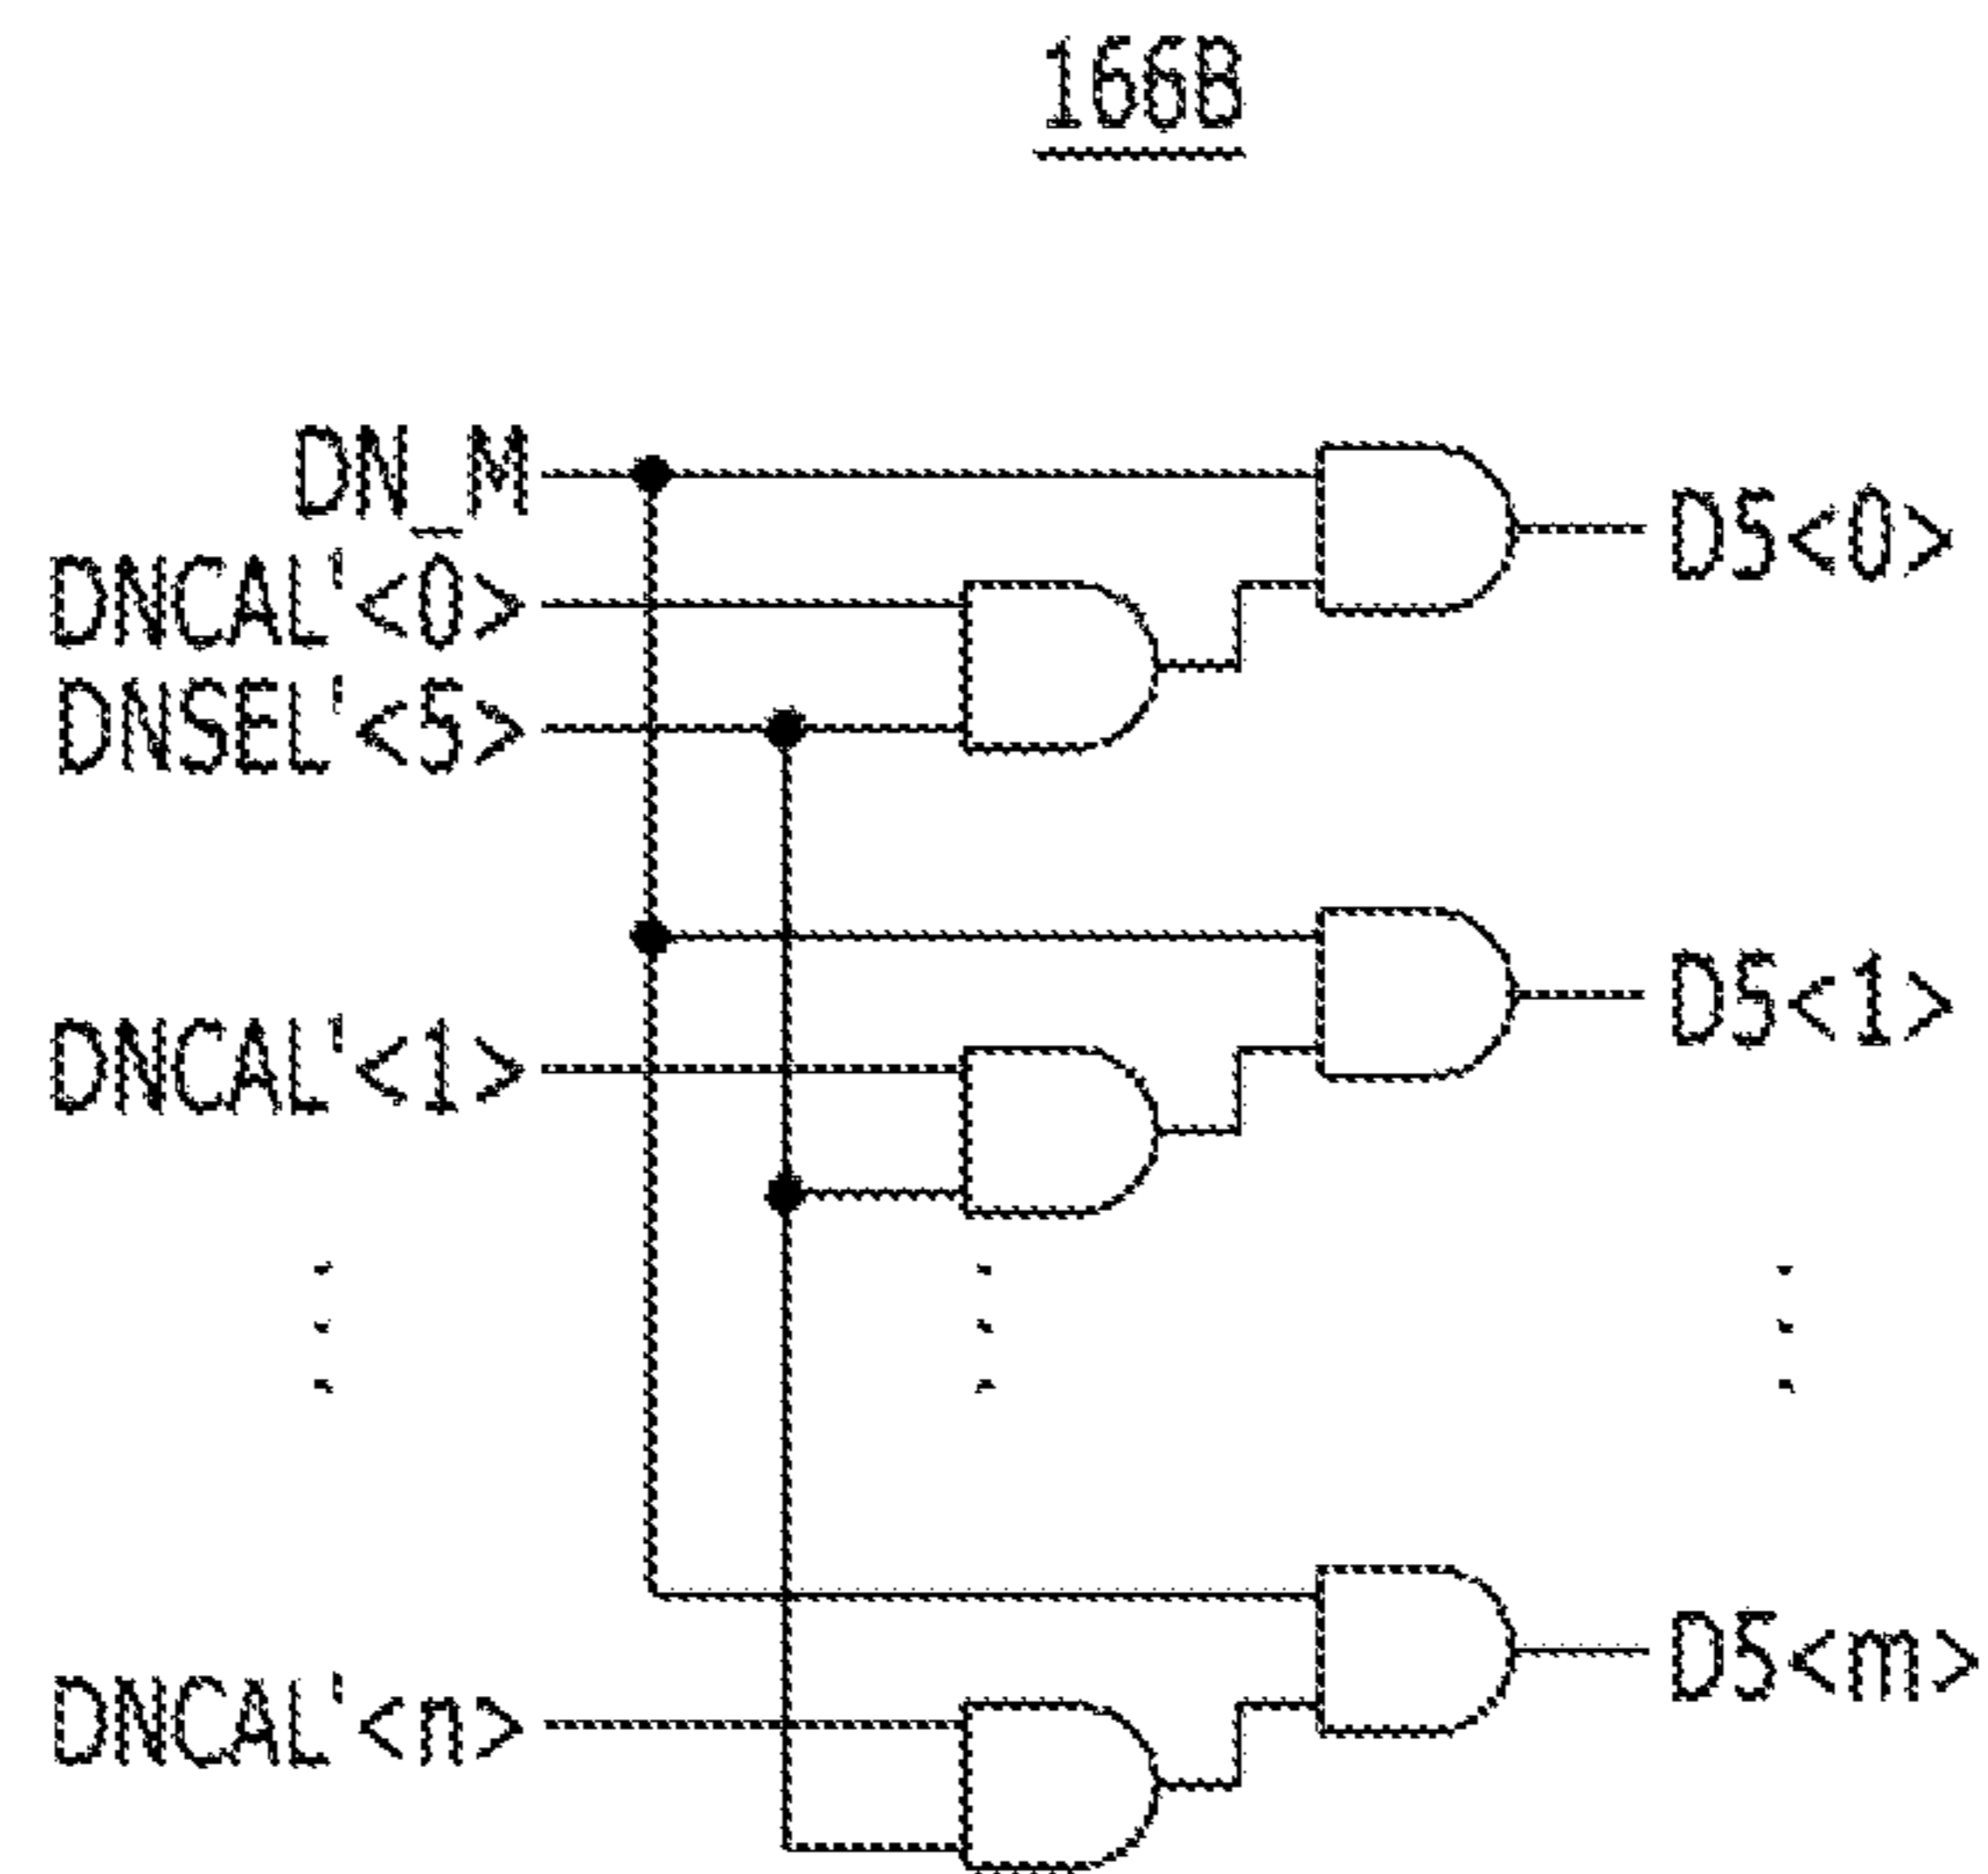 166B
DN_M
DNCAL'<0>
DNSEL'<5>
D5<0>
DNCAL'<1>
D5<1>
DNCAL'<n>
D5<m>